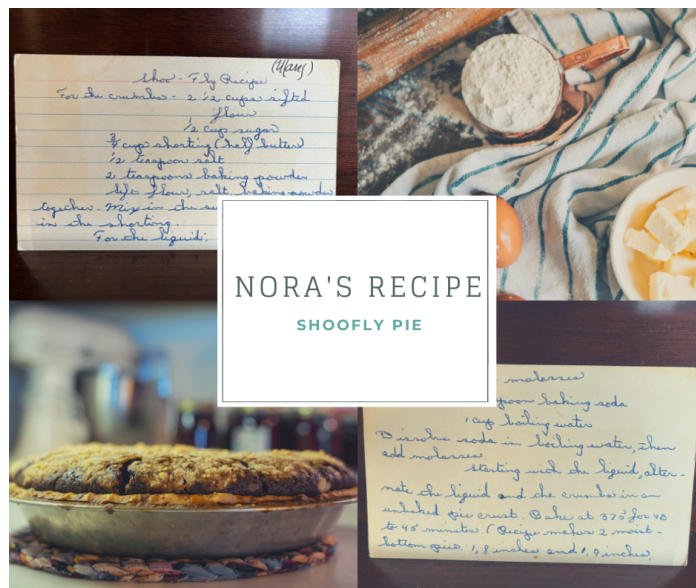 (Mary)
Shoo-Fly Recipe
For the crumbs - 2 1/2 cups sifted
flour
1/2 cup sugar
3/4 cup shorting (half butter)
1/2 teaspoon salt
2 teaspoons baking powder
sift flour, salt, baking powder
together. Mix in the
in the shorting.
For the liquid:
NORA'S RECIPE
SHOOFLY PIE
molasses
baking soda
1 cup boiling water
Dissolve soda in boiling water, then
add molasses
starting with the liquid, alter-
nate the liquid and the crumbs in an
unbaked pie crust. Bake at 375° for 40
to 45 minutes (Recipe makes 2 moist-
bottom pies. 1, 8 inches and 1, 9 inches.